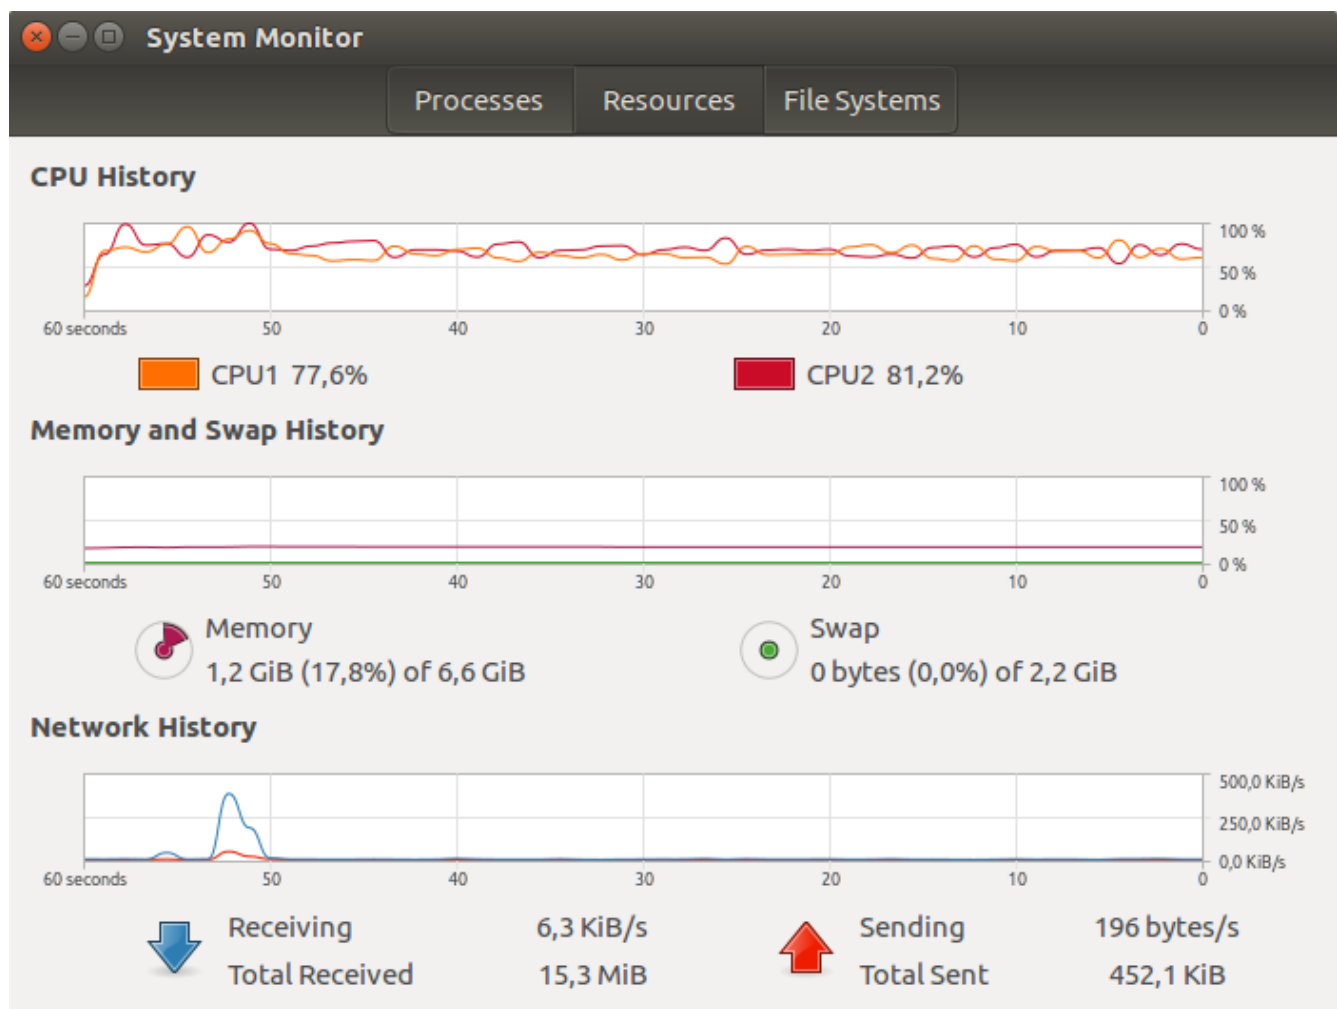 System Monitor
Processes Resources File Systems
CPU History
100 %
50 %
0 %
60 seconds 50 40 30 20 10 0
CPU1 77,6% CPU2 81,2%
Memory and Swap History
100 %
50 %
0 %
60 seconds 50 40 30 20 10 0
Memory Swap
1,2 GiB (17,8%) of 6,6 GiB 0 bytes (0,0%) of 2,2 GiB
Network History
500,0 KiB/s
250,0 KiB/s
0,0 KiB/s
60 seconds 50 40 30 20 10 0
Receiving 6,3 KiB/s Sending 196 bytes/s
Total Received 15,3 MiB Total Sent 452,1 KiB